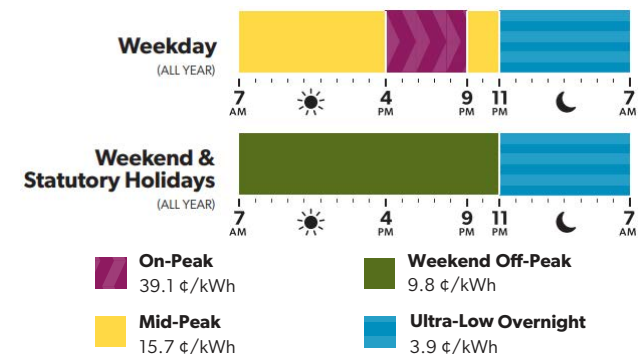 Weekday
(ALL YEAR)
7 4 9 11 7
AM PM PM PM AM
Weekend &
Statutory Holidays
(ALL YEAR)
7 4 9 11 7
AM PM PM PM AM
On-Peak
39.1 ¢/kWh
Weekend Off-Peak
9.8 ¢/kWh
Mid-Peak
15.7 ¢/kWh
Ultra-Low Overnight
3.9 ¢/kWh